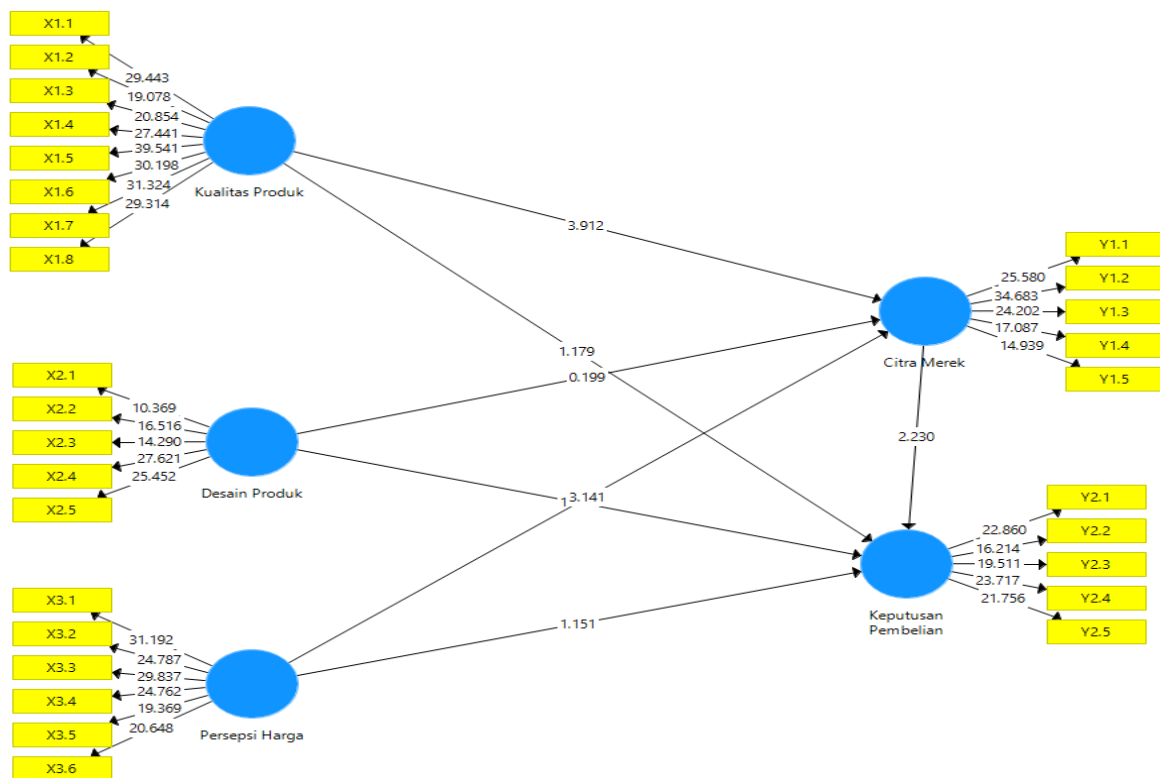 X1.1
X1.2
X1.3
X1.4
X1.5
X1.6
X1.7
X1.8
29.443
19.078
20.854
27.441
39.541
30.198
31.324
29.314
Kualitas Produk
3.912
1.179
X2.1
X2.2
X2.3
X2.4
X2.5
10.369
16.516
14.290
27.621
25.452
Desain Produk
0.199
3.141
X3.1
X3.2
X3.3
X3.4
X3.5
X3.6
31.192
24.787
29.837
24.762
19.369
20.648
Persepsi Harga
1.151
Citra Merek
25.580
34.683
24.202
17.087
14.939
Y1.1
Y1.2
Y1.3
Y1.4
Y1.5
2.230
Keputusan
Pembelian
22.860
16.214
19.511
23.717
21.756
Y2.1
Y2.2
Y2.3
Y2.4
Y2.5